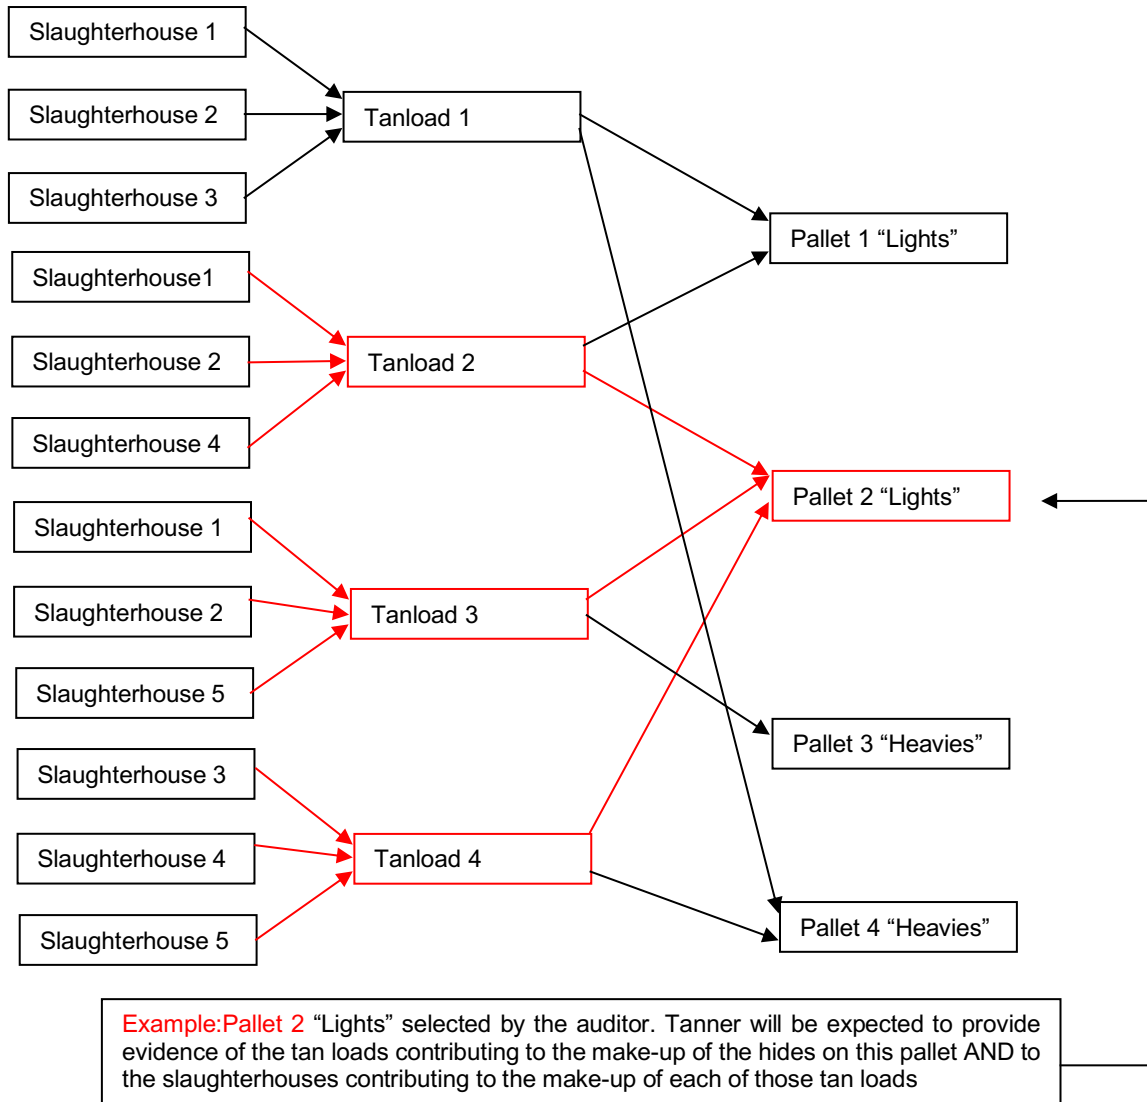 Slaughterhouse 1
Slaughterhouse 2
Tanload 1
Slaughterhouse 3
Pallet 1 “Lights”
Slaughterhouse1
Slaughterhouse 2
Tanload 2
Slaughterhouse 4
Pallet 2 “Lights”
Slaughterhouse 1
Slaughterhouse 2
Tanload 3
Slaughterhouse 5
Pallet 3 “Heavies”
Slaughterhouse 3
Slaughterhouse 4
Tanload 4
Slaughterhouse 5
Pallet 4 “Heavies”
Example:Pallet 2 “Lights” selected by the auditor. Tanner will be expected to provide
evidence of the tan loads contributing to the make-up of the hides on this pallet AND to
the slaughterhouses contributing to the make-up of each of those tan loads